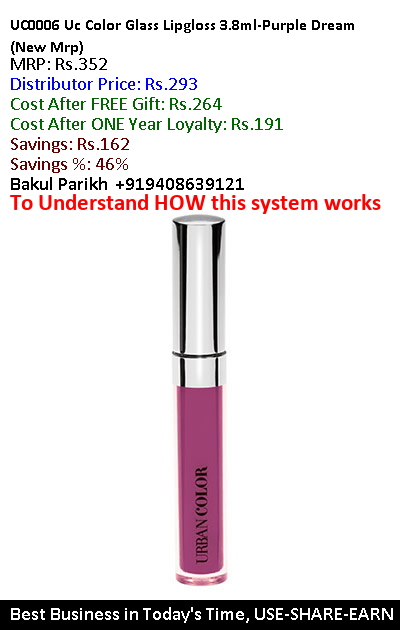 UC0006 Uc Color Glass Lipgloss 3.8ml-Purple Dream
(New Mrp)
MRP: Rs.352
Distributor Price: Rs.293
Cost After FREE Gift: Rs.264
Cost After ONE Year Loyalty: Rs.191
Savings: Rs.162
Savings %: 46%
Bakul Parikh +919408639121
To Understand HOW this system works
URBAN COLOR
Best Business in Today's Time, USE-SHARE-EARN